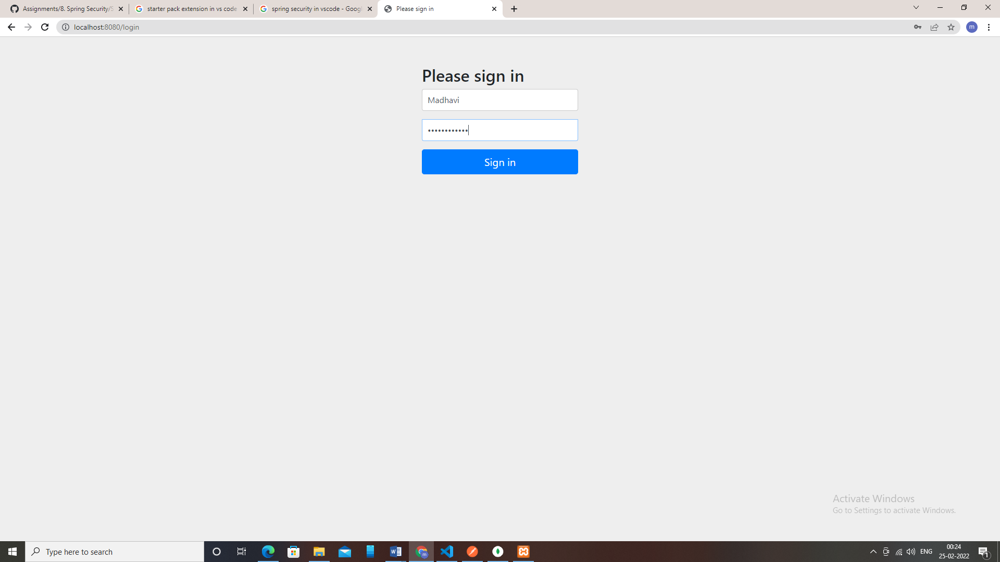 Assignments/8. Spring Security/S
starter pack extension in vs code
spring security in vscode - Googl
Please sign in
localhost:8080/login
m
Please sign in
Madhavi
••••••••••••
Sign in
Activate Windows
Go to Settings to activate Windows.
Type here to search
W
m
ENG
00:24
25-02-2022
1